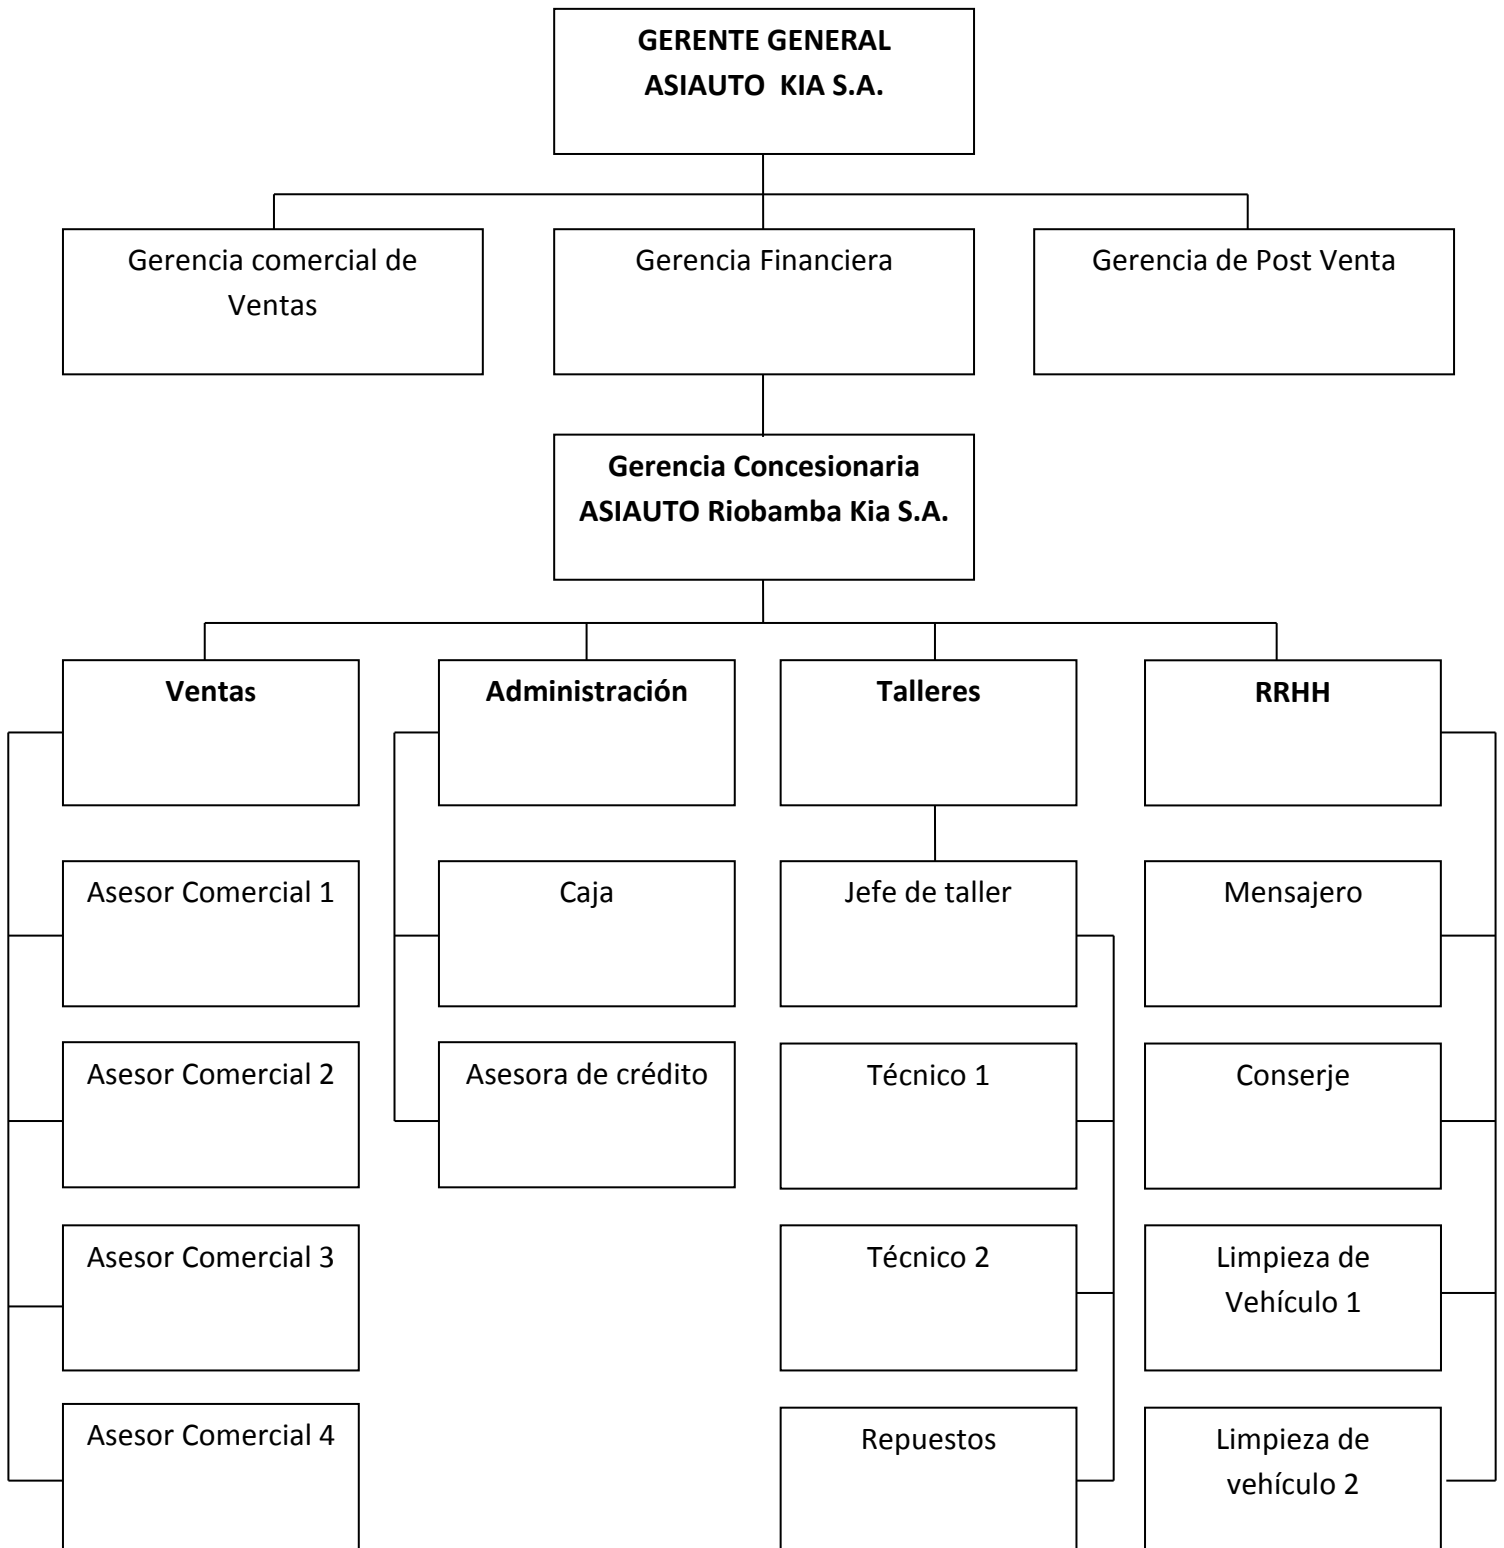 GERENTE GENERAL
ASIAUTO KIA S.A.
Gerencia comercial de
Ventas
Gerencia Financiera
Gerencia de Post Venta
Gerencia Concesionaria
ASIAUTO Riobamba Kia S.A.
Ventas
Administración
Talleres
RRHH
Asesor Comercial 1
Caja
Jefe de taller
Mensajero
Asesor Comercial 2
Asesora de crédito
Técnico 1
Conserje
Asesor Comercial 3
Técnico 2
Limpieza de
Vehículo 1
Asesor Comercial 4
Repuestos
Limpieza de
vehículo 2